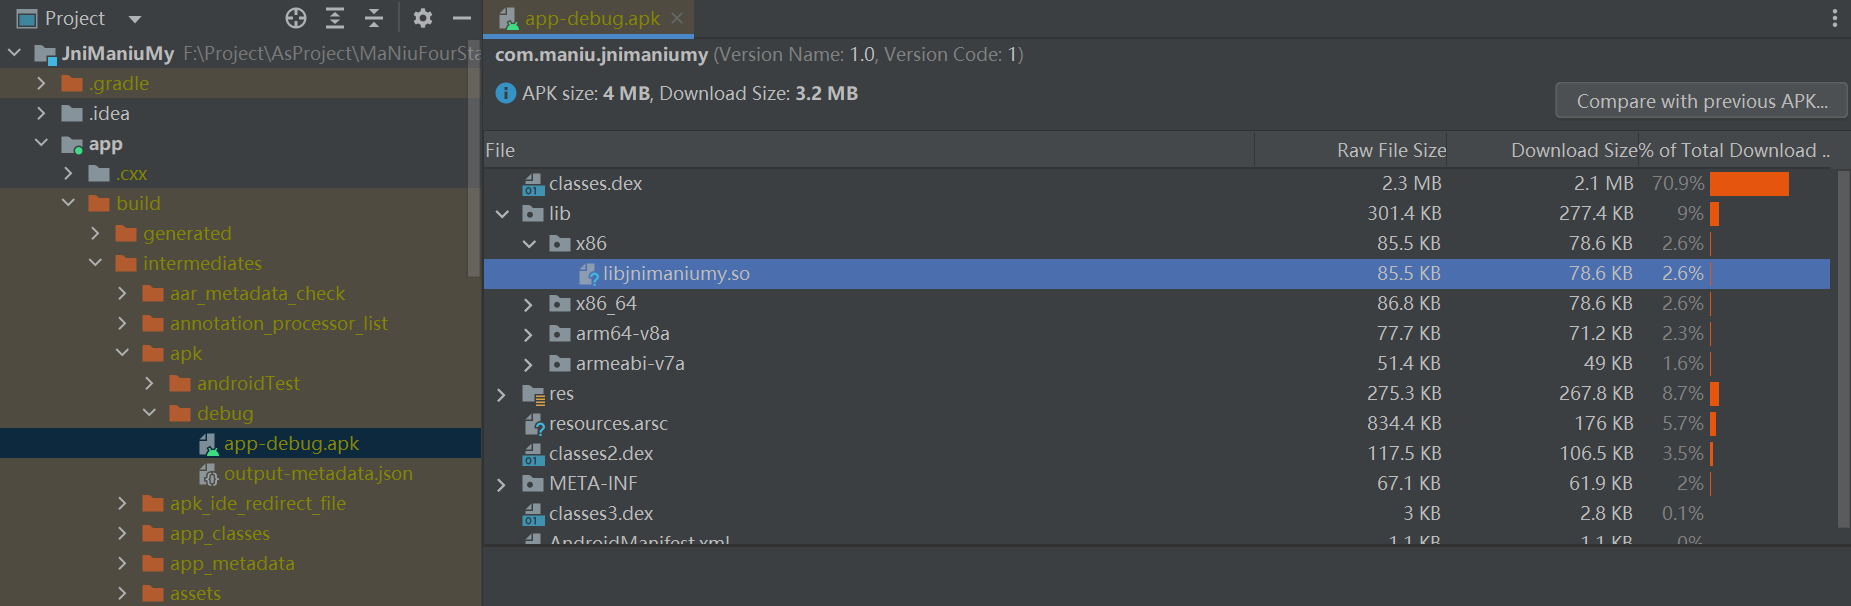 Project
JniManiuMy F:\Project\AsProject\MaNiuFourSta
.gradle
.idea
app
.cxx
build
generated
intermediates
aar_metadata_check
annotation_processor_list
apk
androidTest
debug
app-debug.apk
output-metadata.json
apk_ide_redirect_file
app_classes
app_metadata
assets
app-debug.apk
com.maniu.jnimaniumy (Version Name: 1.0, Version Code: 1)
APK size: 4 MB, Download Size: 3.2 MB
Compare with previous APK...
File Raw File Size Download Size % of Total Download ..
classes.dex 2.3 MB 2.1 MB 70.9%
lib 301.4 KB 277.4 KB 9%
x86 85.5 KB 78.6 KB 2.6%
libjnimaniumy.so 85.5 KB 78.6 KB 2.6%
x86_64 86.8 KB 78.6 KB 2.6%
arm64-v8a 77.7 KB 71.2 KB 2.3%
armeabi-v7a 51.4 KB 49 KB 1.6%
res 275.3 KB 267.8 KB 8.7%
resources.arsc 834.4 KB 176 KB 5.7%
classes2.dex 117.5 KB 106.5 KB 3.5%
META-INF 67.1 KB 61.9 KB 2%
classes3.dex 3 KB 2.8 KB 0.1%
AndroidManifest.xml 1.1 KB 1.1 KB 0%